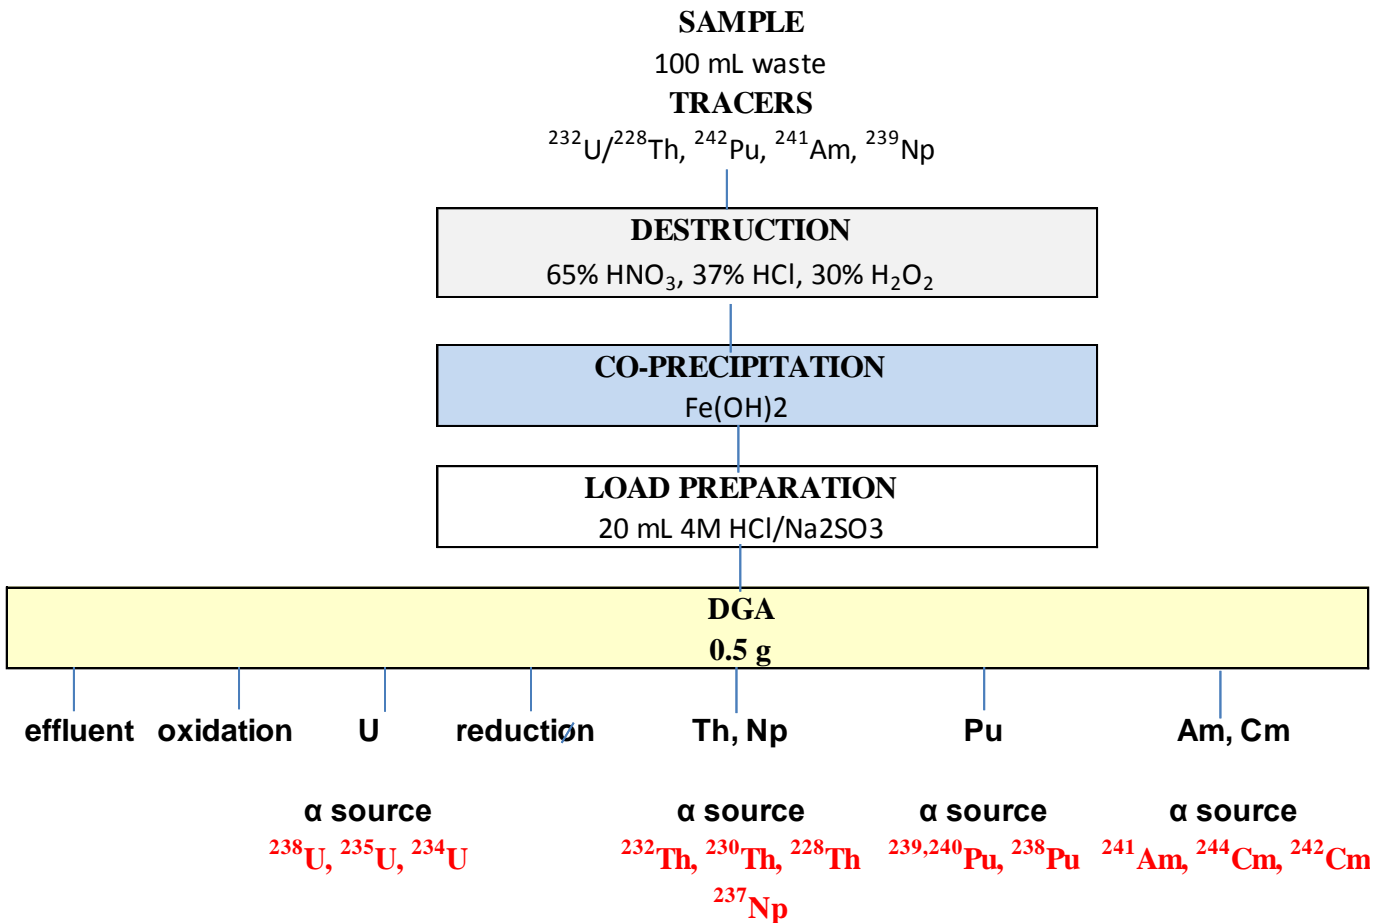 SAMPLE
100 mL waste
TRACERS
²³²U/²²⁸Th, ²⁴²Pu, ²⁴¹Am, ²³⁹Np
DESTRUCTION
65% HNO₃, 37% HCl, 30% H₂O₂
CO-PRECIPITATION
Fe(OH)2
LOAD PREPARATION
20 mL 4M HCl/Na2SO3
DGA
0.5 g
effluent oxidation U reduction Th, Np Pu Am, Cm
α source α source α source α source
²³⁸U, ²³⁵U, ²³⁴U ²³²Th, ²³⁰Th, ²²⁸Th ²³⁹,²⁴⁰Pu, ²³⁸Pu ²⁴¹Am, ²⁴⁴Cm, ²⁴²Cm
²³⁷Np